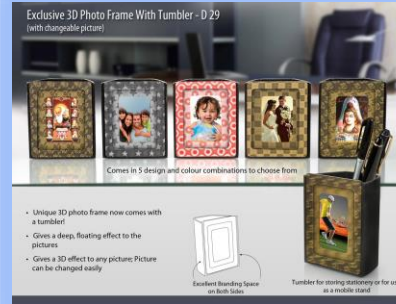 Exclusive 3D Photo Frame With Tumbler - D 29
(with changeable picture)
Comes in 5 design and colour combinations to choose from
• Unique 3D photo frame now comes with
a tumbler!
• Gives a deep, floating effect to the
pictures
• Gives a 3D effect to any picture; Picture
can be changed easily
Excellent Branding Space
on Both Sides
Tumbler for storing stationery or for use
as a mobile stand